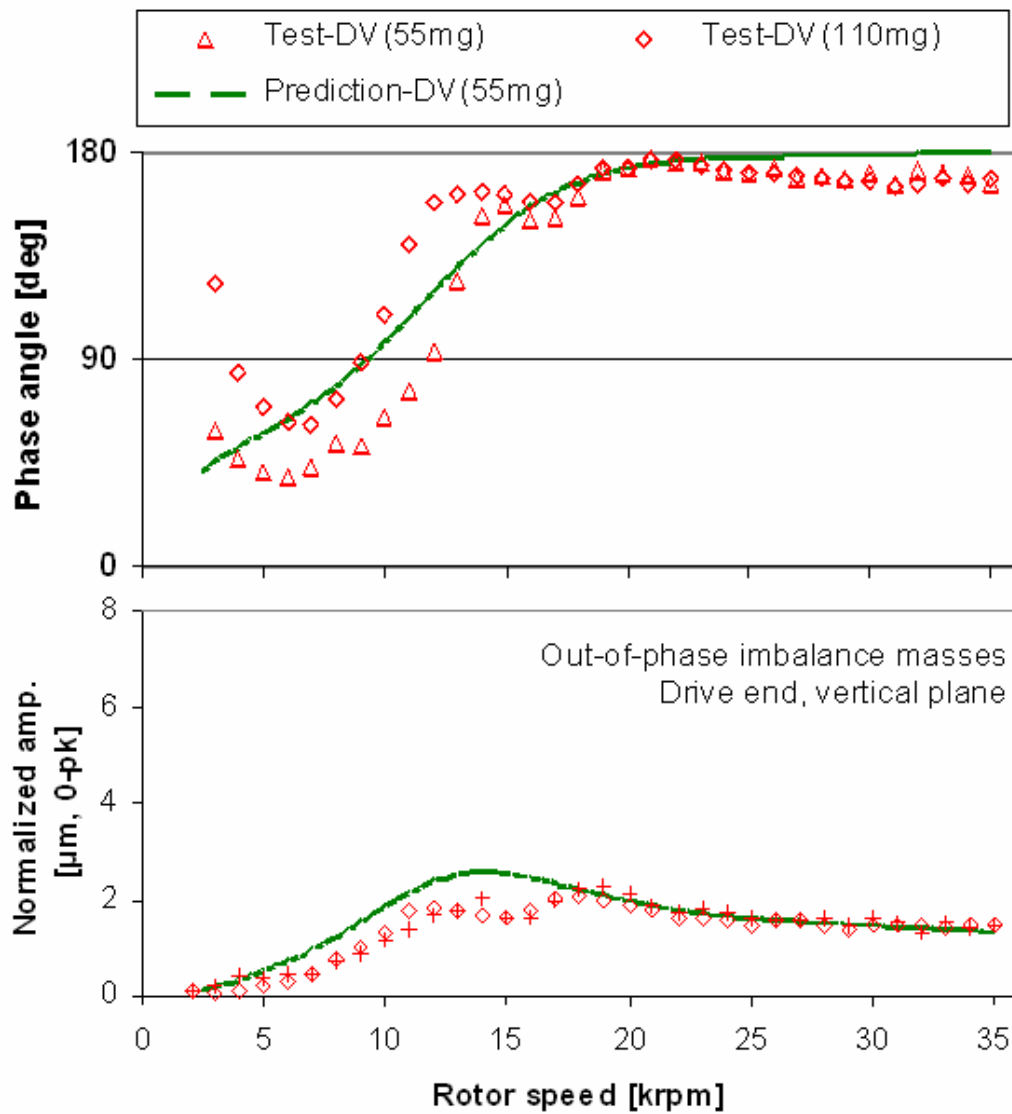 Test-DV(55mg) Test-DV(110mg)
Prediction-DV(55mg)
180
90
0
Phase angle [deg]
8
6
4
2
0
Normalized amp.
[µm, 0-pk]
Out-of-phase imbalance masses
Drive end, vertical plane
0 5 10 15 20 25 30 35
Rotor speed [krpm]